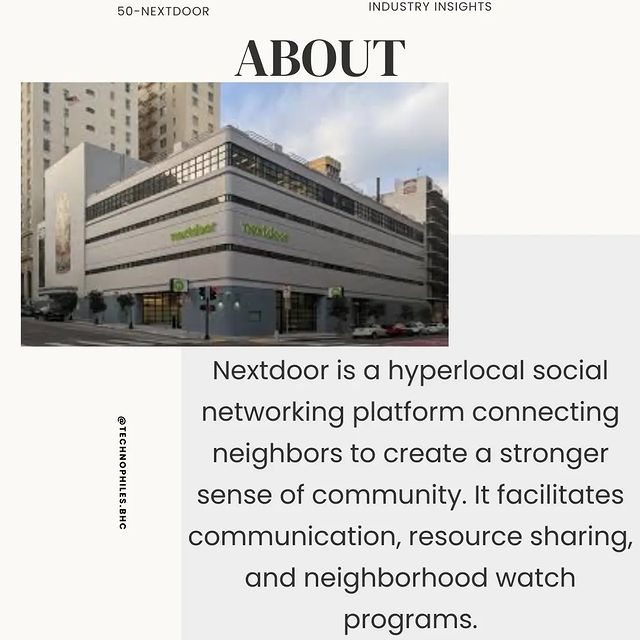 50-NEXTDOOR
INDUSTRY INSIGHTS
ABOUT
nextdoor
nextdoor
@TECHNOPHILES.BHC
Nextdoor is a hyperlocal social
networking platform connecting
neighbors to create a stronger
sense of community. It facilitates
communication, resource sharing,
and neighborhood watch
programs.